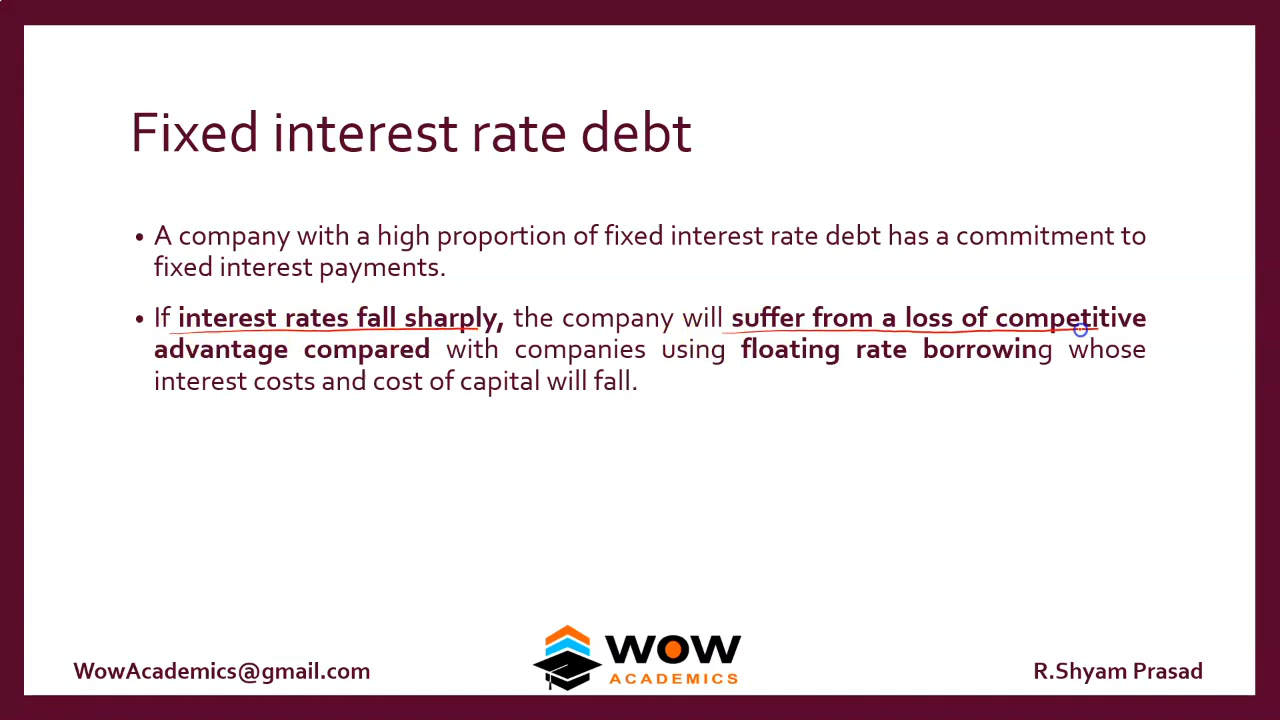 Fixed interest rate debt
• A company with a high proportion of fixed interest rate debt has a commitment to
fixed interest payments.
• If interest rates fall sharply, the company will suffer from a loss of competitive
advantage compared with companies using floating rate borrowing whose
interest costs and cost of capital will fall.
WowAcademics@gmail.com
WOW
ACADEMICS
R.Shyam Prasad